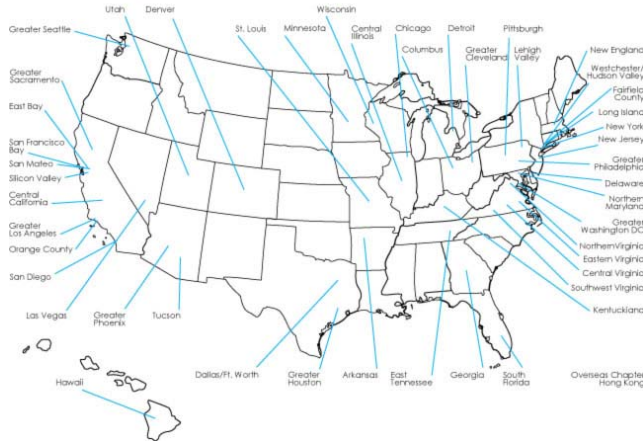 Utah
Denver
St. Louis
Minnesota
Wisconsin
Central
Illinois
Chicago
Columbus
Detroit
Greater
Cleveland
Pittsburgh
Lehigh
Valley
New England
Westchester/
Hudson Valley
Fairfield
County
Long Island
New York
New Jersey
Greater
Philadelphia
Delaware
Northern
Maryland
Greater
Washington DC
NorthernVirginia
Eastern Virginia
Central Virginia
Southwest Virginia
Kentuckland
Greater Seattle
Greater
Sacramento
East Bay
San Francisco
Bay
San Mateo
Silicon Valley
Central
California
Greater
Los Angeles
Orange County
San Diego
Las Vegas
Greater
Phoenix
Tucson
Dallas/Ft. Worth
Greater
Houston
Arkansas
East
Tennessee
Georgia
South
Florida
Hawaii
Overseas Chapter
Hong Kong